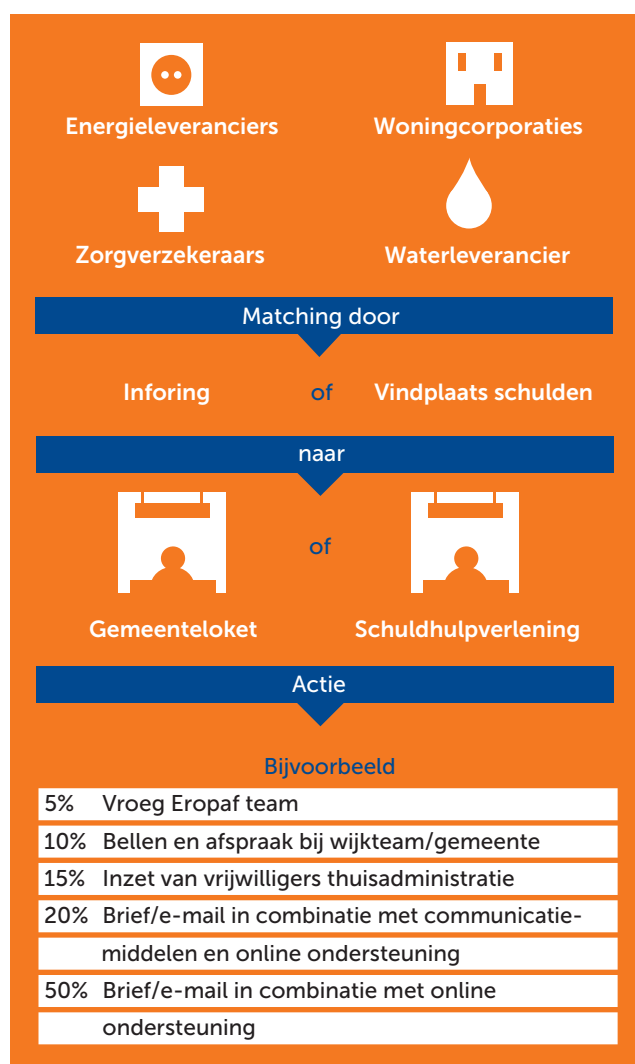 Energieleveranciers
Woningcorporaties
Zorgverzekeraars
Waterleverancier
Matching door
Inforing of Vindplaats schulden
naar
of
Gemeenteloket
Schuldhulpverlening
Actie
Bijvoorbeeld
5% Vroeg Eropaf team
10% Bellen en afspraak bij wijkteam/gemeente
15% Inzet van vrijwilligers thuisadministratie
20% Brief/e-mail in combinatie met communicatie-
middelen en online ondersteuning
50% Brief/e-mail in combinatie met online
ondersteuning